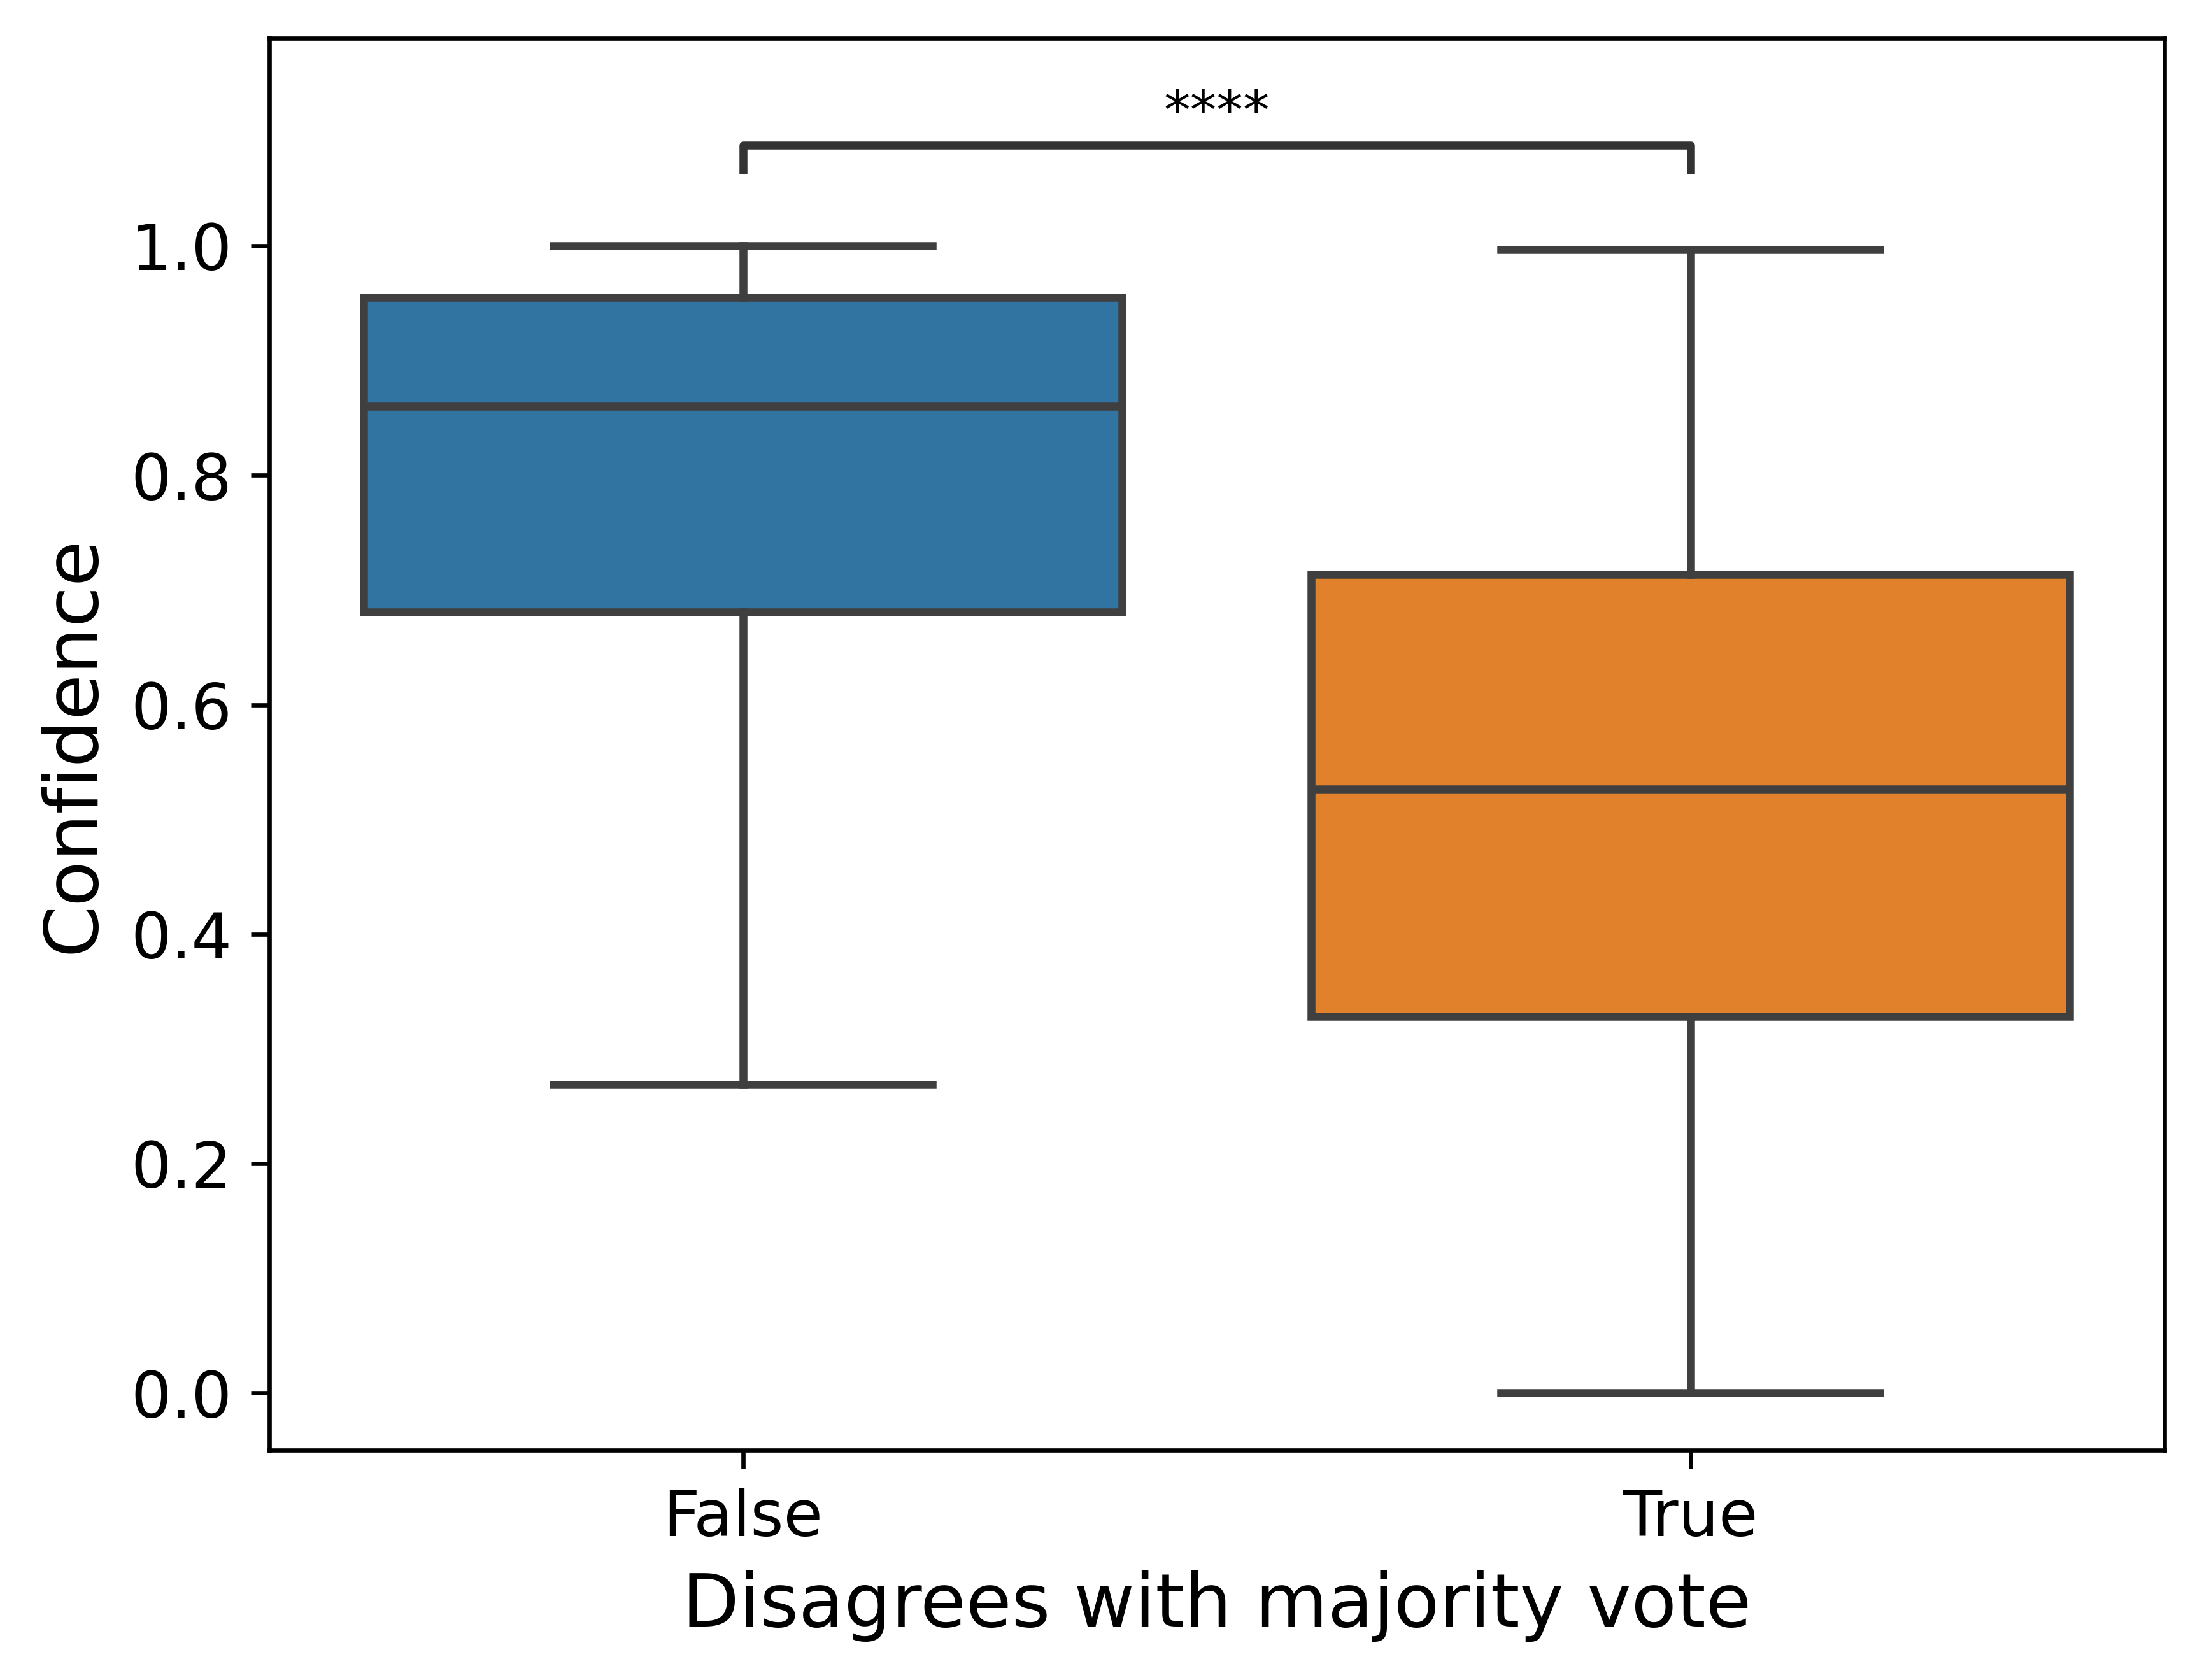 ****
Confidence
1.0
0.8
0.6
0.4
0.2
0.0
False True
Disagrees with majority vote